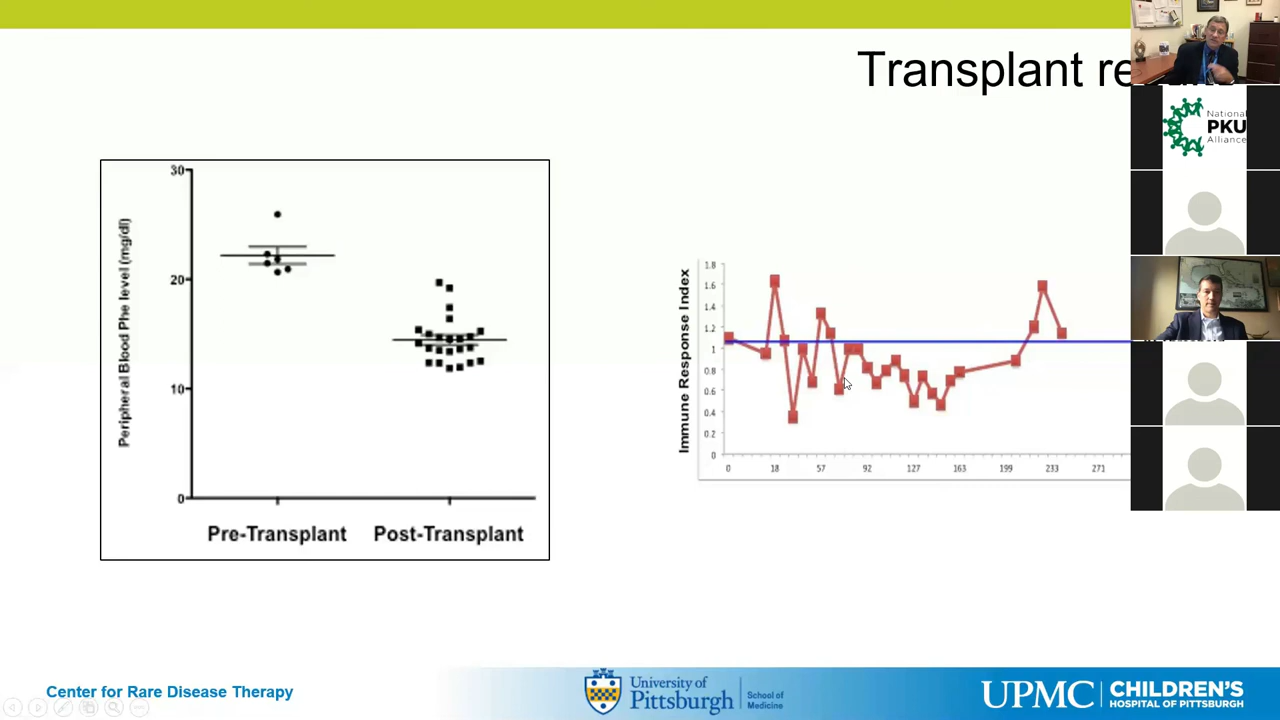 Transplant re
National
PKU
Alliance
30
20
10
0
Peripheral Blood Phe level (mg/dl)
Pre-Transplant Post-Transplant
Immune Response Index
1.8
1.6
1.4
1.2
1
0.8
0.6
0.4
0.2
0
0 18 57 92 127 163 199 233 271
Center for Rare Disease Therapy
University of
Pittsburgh
School of
Medicine
UPMC
CHILDREN'S
HOSPITAL OF PITTSBURGH